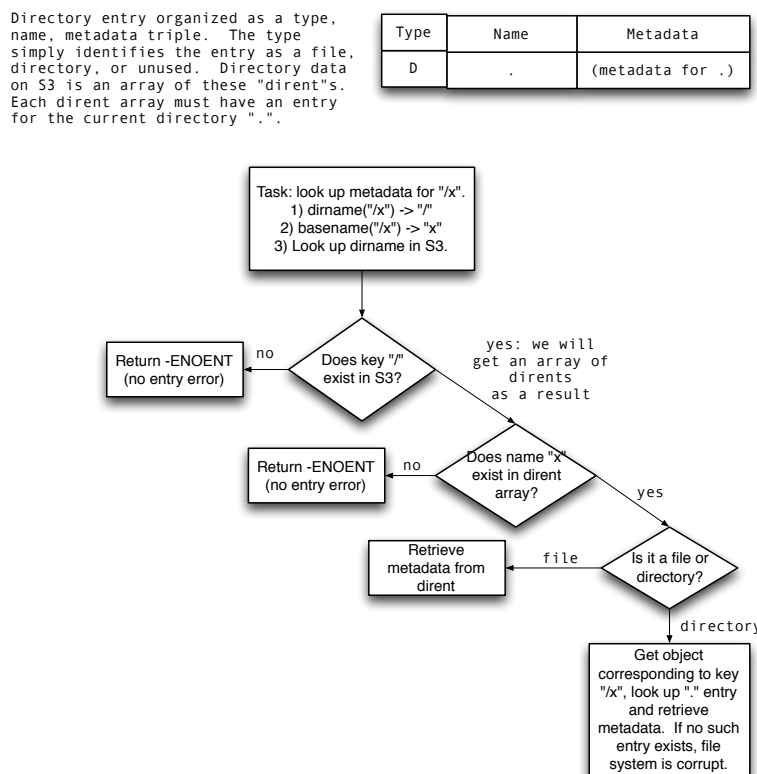 Directory entry organized as a type,
name, metadata triple.  The type
simply identifies the entry as a file,
directory, or unused.  Directory data
on S3 is an array of these "dirent"s.
Each dirent array must have an entry
for the current directory ".".
Type Name Metadata
D . (metadata for .)
Task: look up metadata for "/x".
1) dirname("/x") -> "/"
2) basename("/x") -> "x"
3) Look up dirname in S3.
Does key "/"
exist in S3?
no
Return -ENOENT
(no entry error)
yes: we will
get an array of
dirents
as a result
Does name "x"
exist in dirent
array?
no
Return -ENOENT
(no entry error)
yes
Is it a file or
directory?
file
Retrieve
metadata from
dirent
directory
Get object
corresponding to key
"/x", look up "." entry
and retrieve
metadata.  If no such
entry exists, file
system is corrupt.